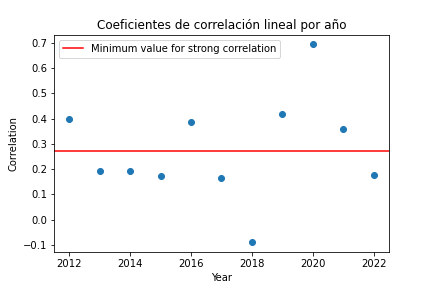 Coeficientes de correlación lineal por año
Minimum value for strong correlation
Correlation
0.7
0.6
0.5
0.4
0.3
0.2
0.1
0.0
−0.1
2012 2014 2016 2018 2020 2022
Year